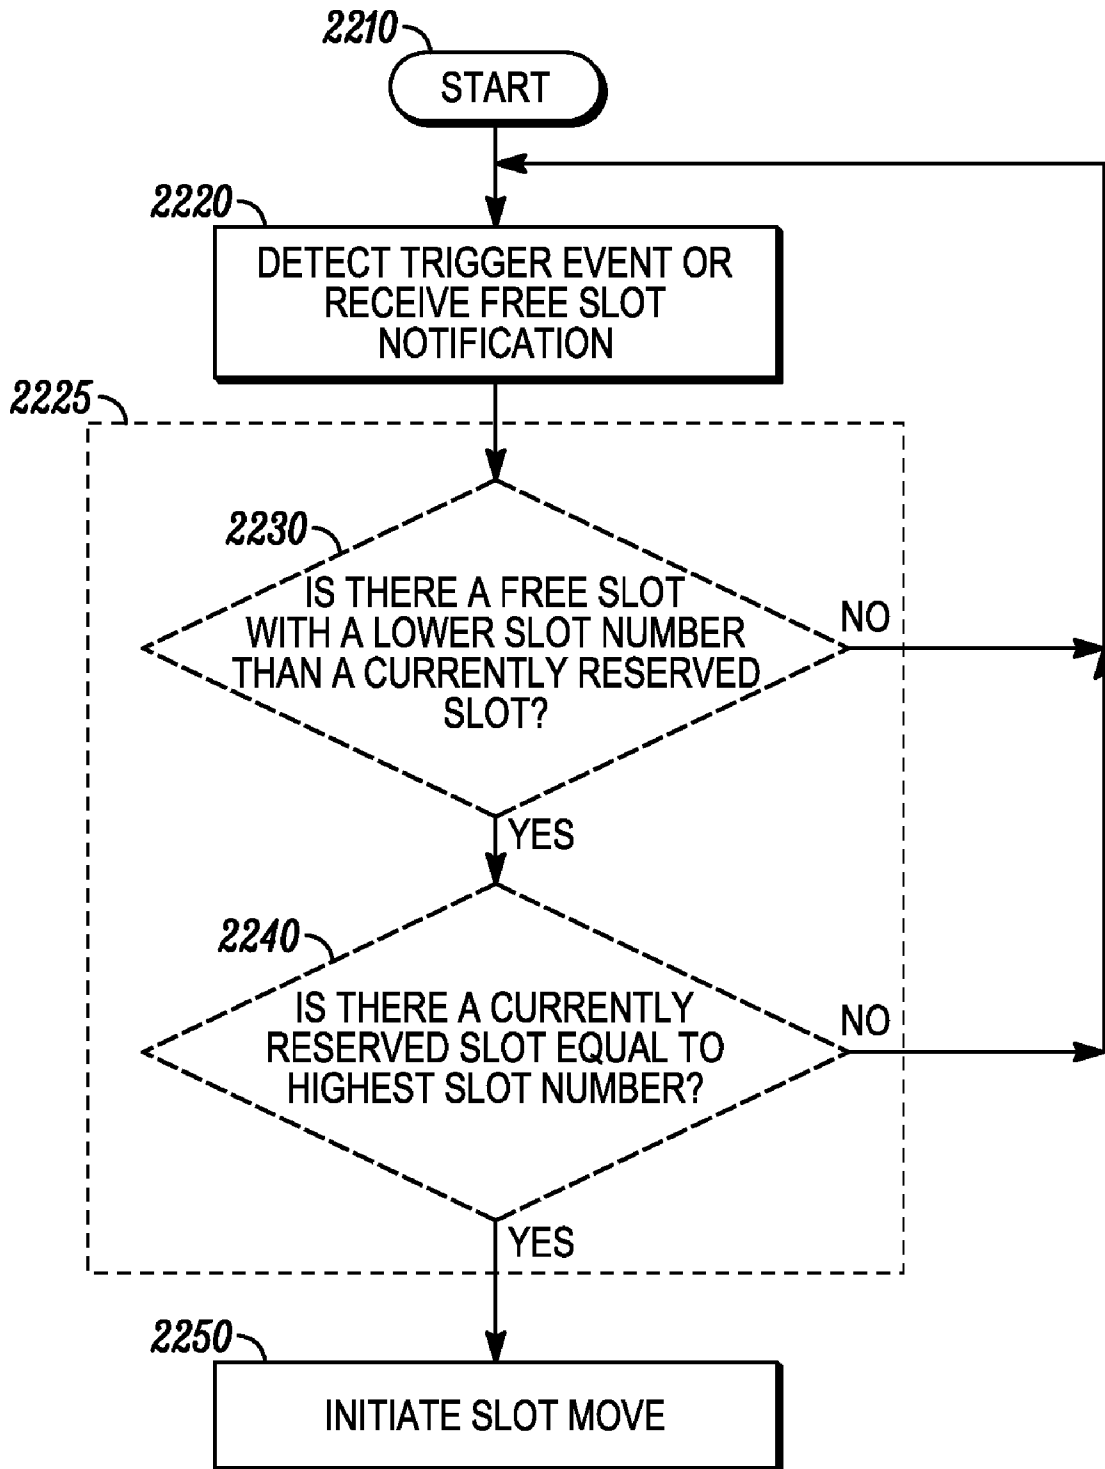 2210
START
2220
DETECT TRIGGER EVENT OR
RECEIVE FREE SLOT
NOTIFICATION
2225
2230
IS THERE A FREE SLOT
WITH A LOWER SLOT NUMBER
THAN A CURRENTLY RESERVED
SLOT?
NO
YES
2240
IS THERE A CURRENTLY
RESERVED SLOT EQUAL TO
HIGHEST SLOT NUMBER?
NO
YES
2250
INITIATE SLOT MOVE